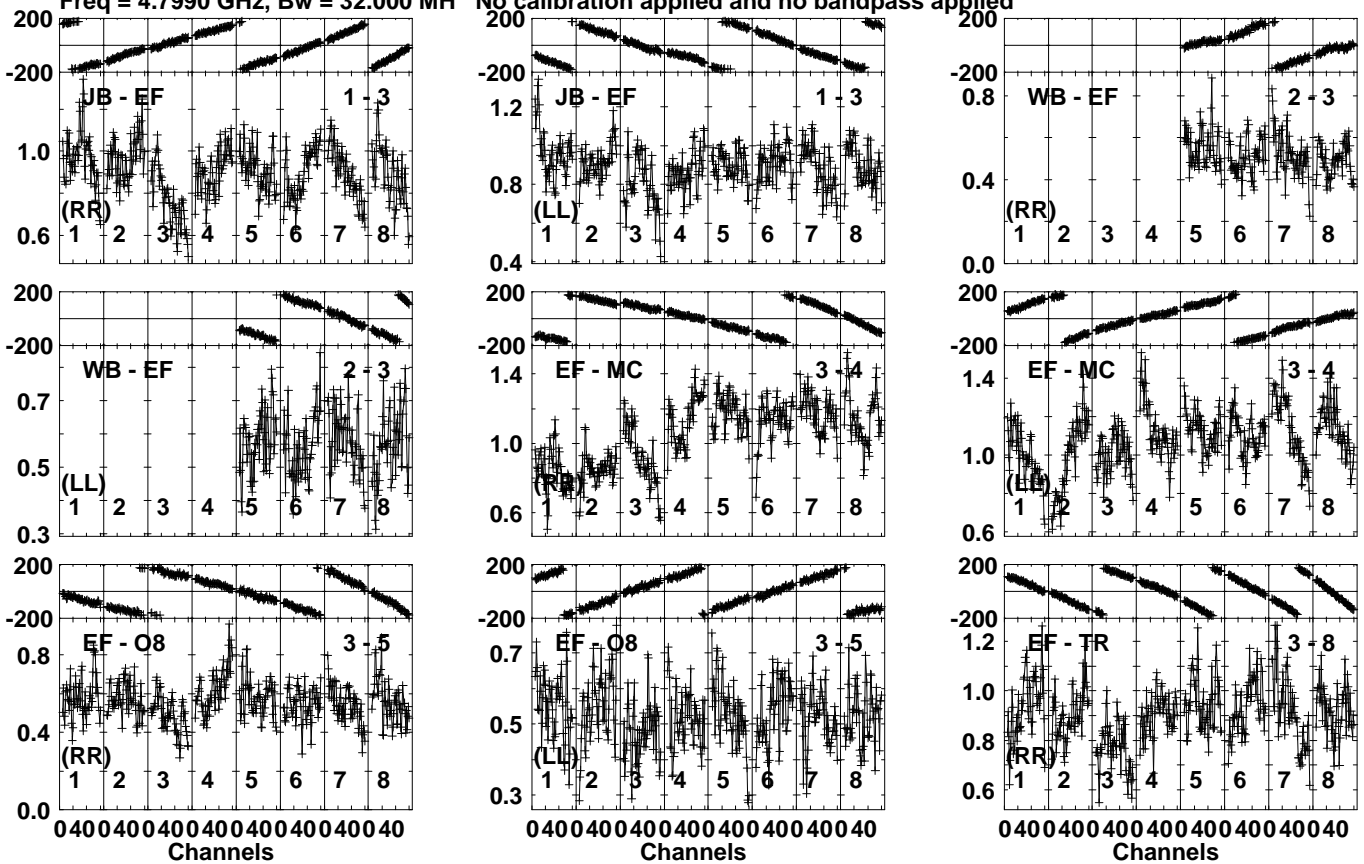 Freq = 4.7990 GHz, Bw = 32.000 MH No calibration applied and no bandpass applied
200
-200
JB - EF 1 - 3
1.0
0.6
(RR)
1 2 3 4 5 6 7 8
JB - EF 1 - 3
1.2
0.8
0.4
(LL)
1 2 3 4 5 6 7 8
200
-200
WB - EF 2 - 3
0.8
0.4
0.0
(RR)
1 2 3 4 5 6 7 8
200
-200
WB - EF 2 - 3
0.7
0.5
0.3
(LL)
1 2 3 4 5 6 7 8
EF - MC 3 - 4
1.4
1.0
0.6
(RR)
1 2 3 4 5 6 7 8
200
-200
EF - MC 3 - 4
1.4
1.0
0.6
(LL)
1 2 3 4 5 6 7 8
200
-200
EF - O8 3 - 5
0.8
0.4
0.0
(RR)
1 2 3 4 5 6 7 8
0 40 0 40 0 40 0 40 0 40 0 40 0 40 0 40
Channels
EF - O8 3 - 5
0.7
0.5
0.3
(LL)
1 2 3 4 5 6 7 8
0 40 0 40 0 40 0 40 0 40 0 40 0 40 0 40
Channels
200
-200
EF - TR 3 - 8
1.2
1.0
0.8
0.6
(RR)
1 2 3 4 5 6 7 8
0 40 0 40 0 40 0 40 0 40 0 40 0 40 0 40
Channels